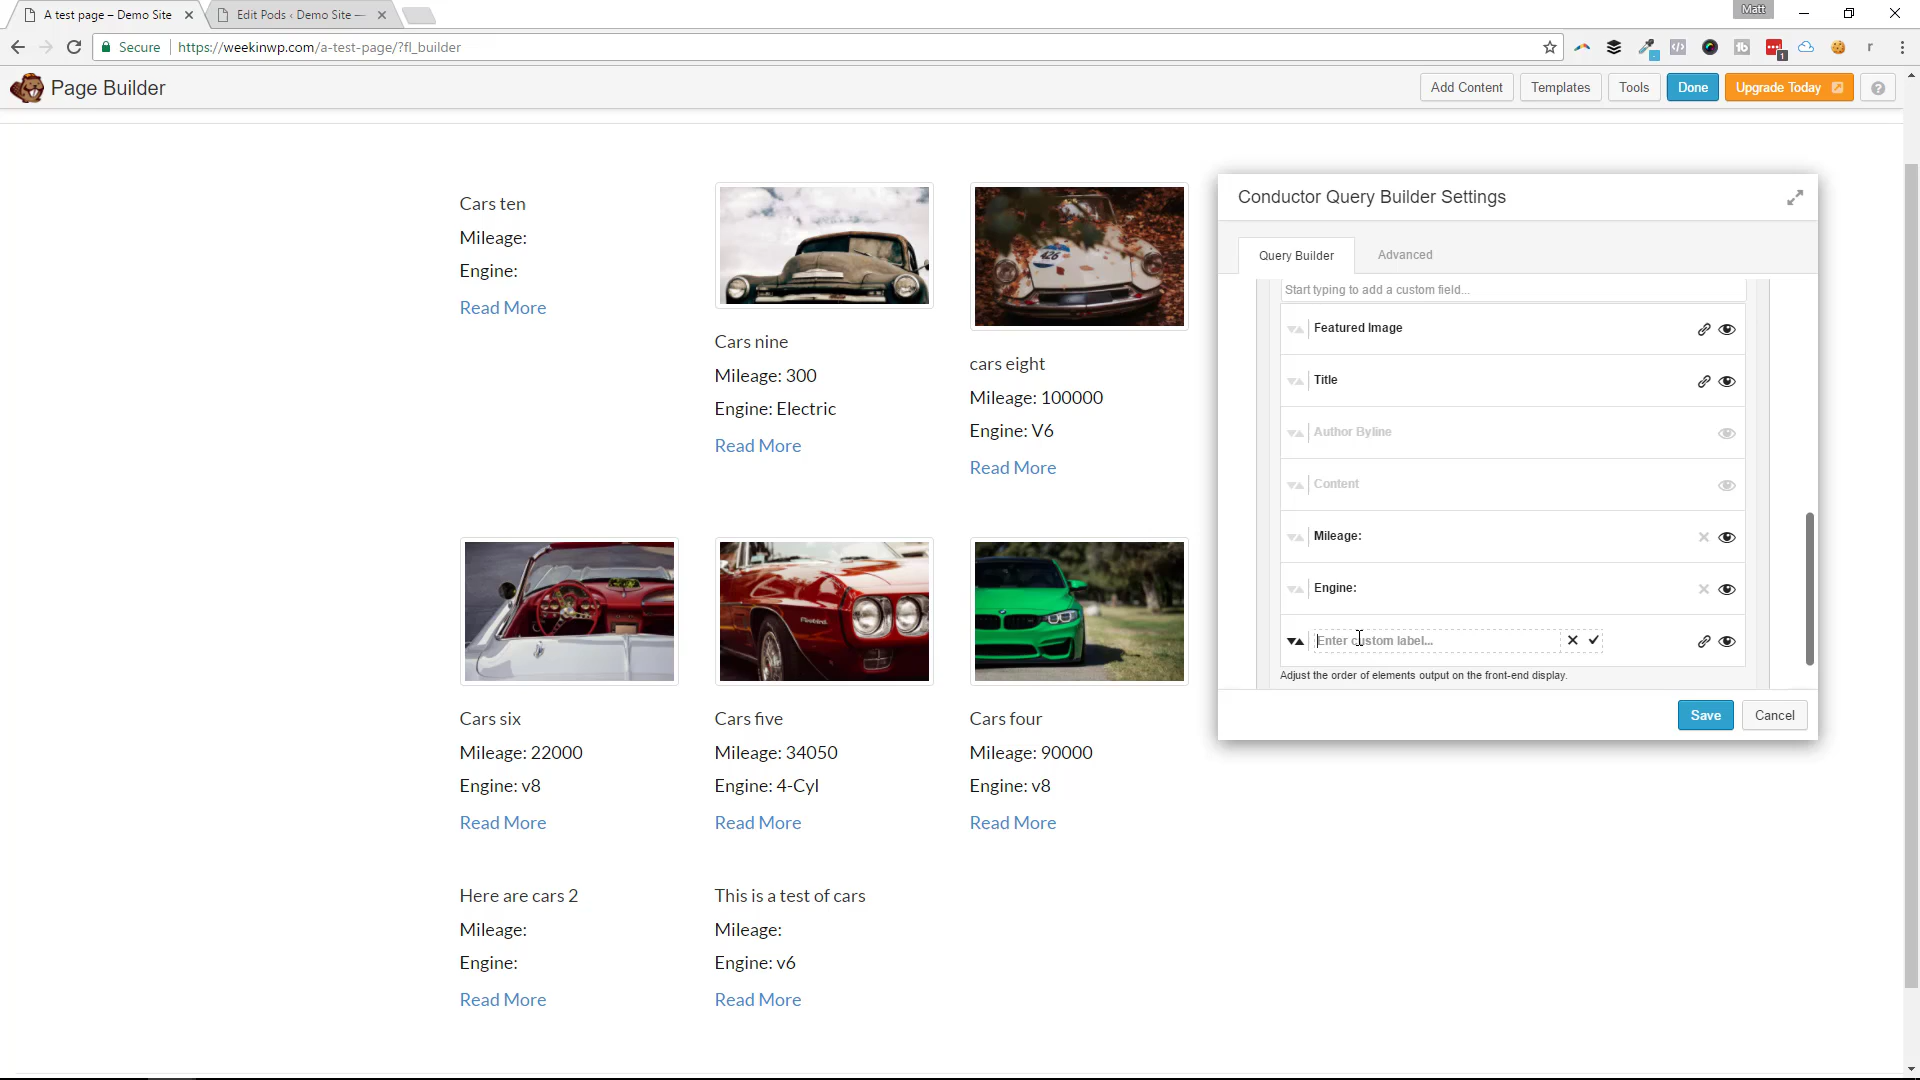 A test page – Demo Site
Edit Pods ‹ Demo Site —
Matt
Secure
https://weekinwp.com/a-test-page/?fl_builder
1
r
Page Builder
Add Content
Templates
Tools
Done
Upgrade Today
?
Cars ten
Mileage:
Engine:
Read More
Cars nine
Mileage: 300
Engine: Electric
Read More
426
cars eight
Mileage: 100000
Engine: V6
Read More
Cars six
Mileage: 22000
Engine: v8
Read More
Cars five
Mileage: 34050
Engine: 4-Cyl
Read More
Cars four
Mileage: 90000
Engine: v8
Read More
Here are cars 2
Mileage:
Engine:
Read More
This is a test of cars
Mileage:
Engine: v6
Read More
Conductor Query Builder Settings
Query Builder
Advanced
Start typing to add a custom field...
Featured Image
Title
Author Byline
Content
Mileage:
Engine:
Enter custom label...
Adjust the order of elements output on the front-end display.
Save
Cancel